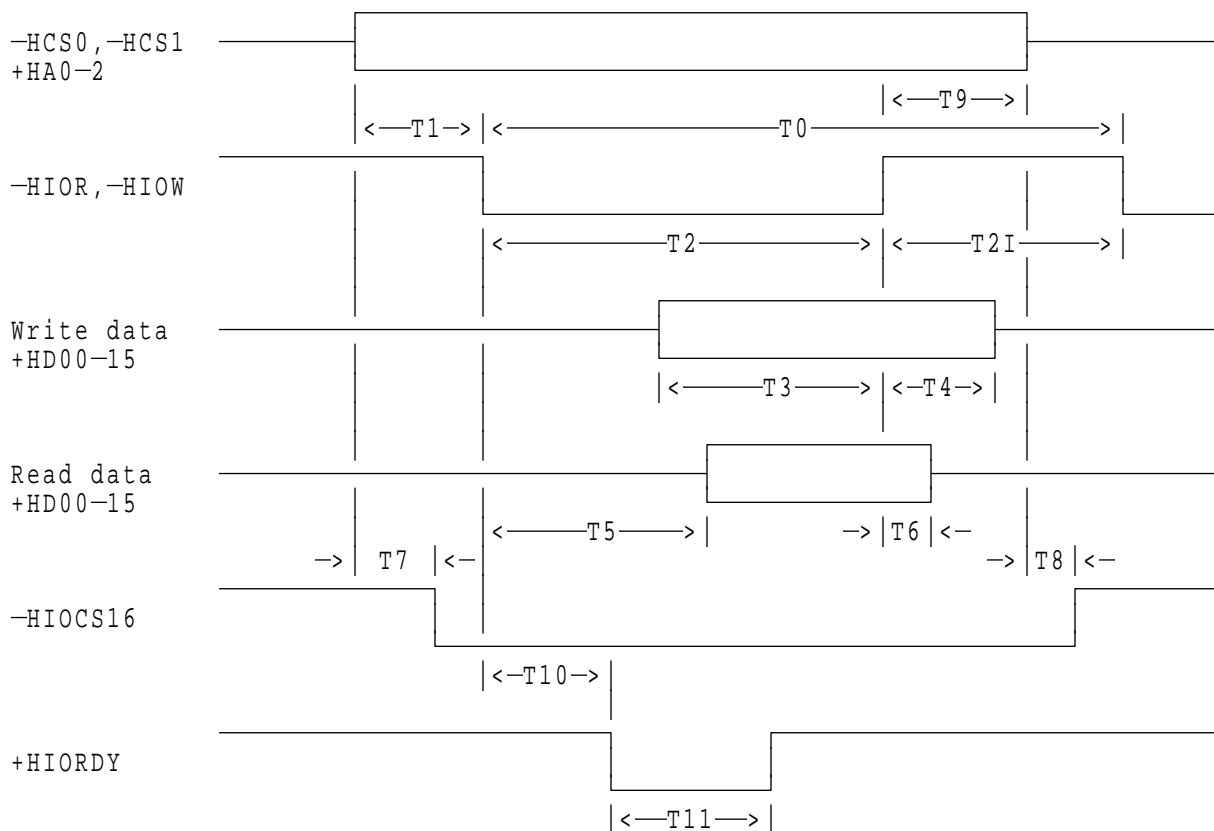 —HCS0,—HCS1
+HA0—2
<—T9—>
<—T1—>
<—T0—>
—HIOR,—HIOW
<—T2—>
<—T2I—>
Write data
+HD00—15
<—T3—>
<—T4—>
Read data
+HD00—15
<—T5—>
—> T6 <—
—> T7 <—
—> T8 <—
—HIOCS16
<—T10—>
+HIORDY
<—T11—>